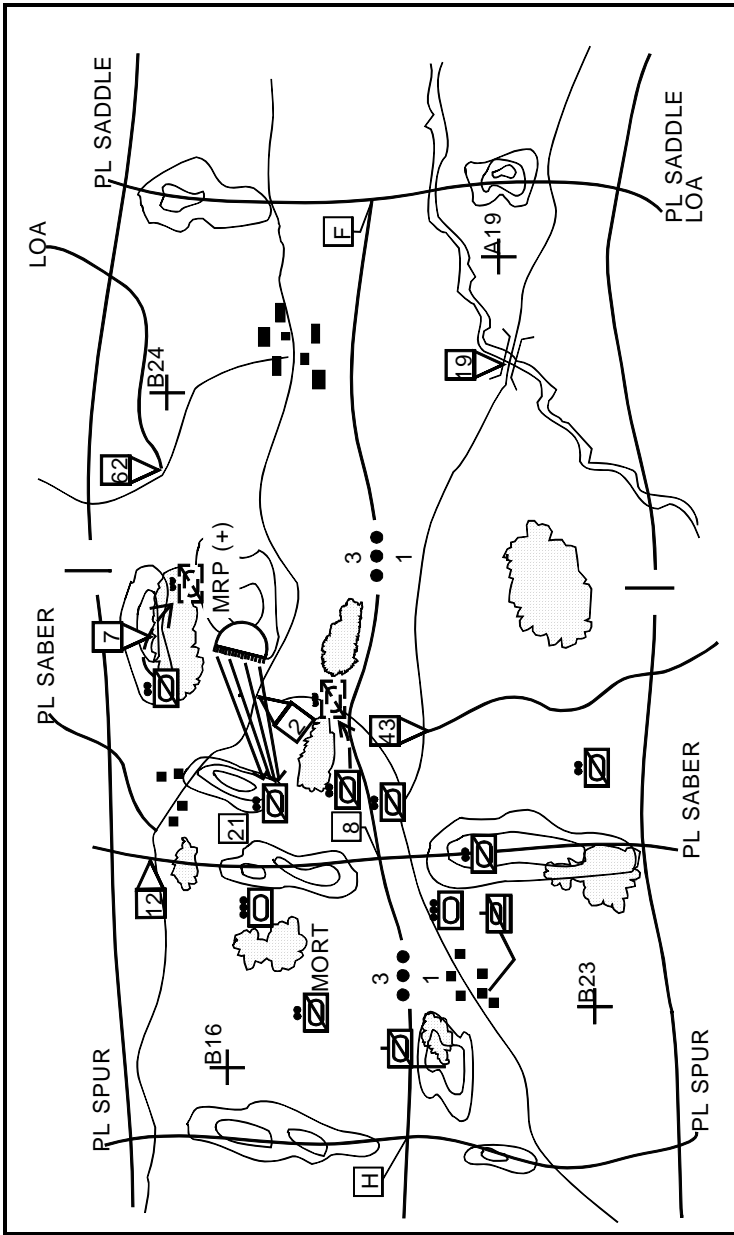 LOA
PL SPUR
PL SABER
PL SADDLE
7
62
12
B24
B16
MRP (+)
21
2
MORT
F
8
H
3
3
43
1
1
19
A19
B23
PL SPUR
PL SABER
PL SADDLE
LOA